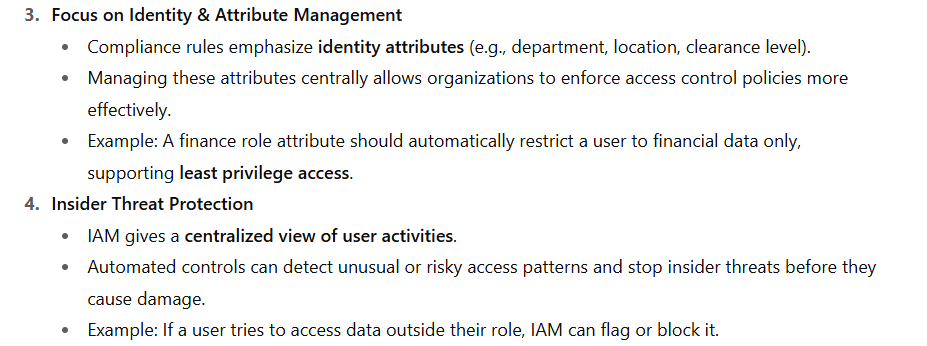 3. Focus on Identity & Attribute Management
• Compliance rules emphasize identity attributes (e.g., department, location, clearance level).
• Managing these attributes centrally allows organizations to enforce access control policies more
effectively.
• Example: A finance role attribute should automatically restrict a user to financial data only,
supporting least privilege access.
4. Insider Threat Protection
• IAM gives a centralized view of user activities.
• Automated controls can detect unusual or risky access patterns and stop insider threats before they
cause damage.
• Example: If a user tries to access data outside their role, IAM can flag or block it.